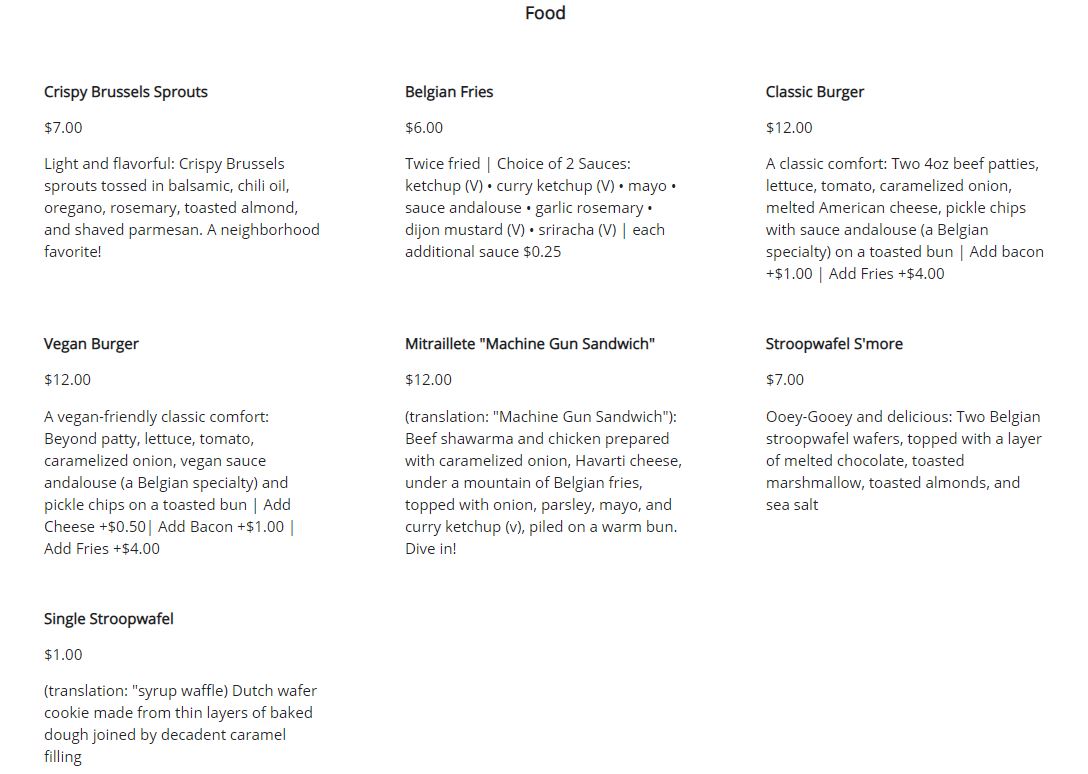 Food
Crispy Brussels Sprouts
$7.00
Light and flavorful: Crispy Brussels
sprouts tossed in balsamic, chili oil,
oregano, rosemary, toasted almond,
and shaved parmesan. A neighborhood
favorite!
Belgian Fries
$6.00
Twice fried | Choice of 2 Sauces:
ketchup (V) • curry ketchup (V) • mayo •
sauce andalouse • garlic rosemary •
dijon mustard (V) • sriracha (V) | each
additional sauce $0.25
Classic Burger
$12.00
A classic comfort: Two 4oz beef patties,
lettuce, tomato, caramelized onion,
melted American cheese, pickle chips
with sauce andalouse (a Belgian
specialty) on a toasted bun | Add bacon
+$1.00 | Add Fries +$4.00
Vegan Burger
$12.00
A vegan-friendly classic comfort:
Beyond patty, lettuce, tomato,
caramelized onion, vegan sauce
andalouse (a Belgian specialty) and
pickle chips on a toasted bun | Add
Cheese +$0.50| Add Bacon +$1.00 |
Add Fries +$4.00
Mitraillete "Machine Gun Sandwich"
$12.00
(translation: "Machine Gun Sandwich"):
Beef shawarma and chicken prepared
with caramelized onion, Havarti cheese,
under a mountain of Belgian fries,
topped with onion, parsley, mayo, and
curry ketchup (v), piled on a warm bun.
Dive in!
Stroopwafel S'more
$7.00
Ooey-Gooey and delicious: Two Belgian
stroopwafel wafers, topped with a layer
of melted chocolate, toasted
marshmallow, toasted almonds, and
sea salt
Single Stroopwafel
$1.00
(translation: "syrup waffle) Dutch wafer
cookie made from thin layers of baked
dough joined by decadent caramel
filling